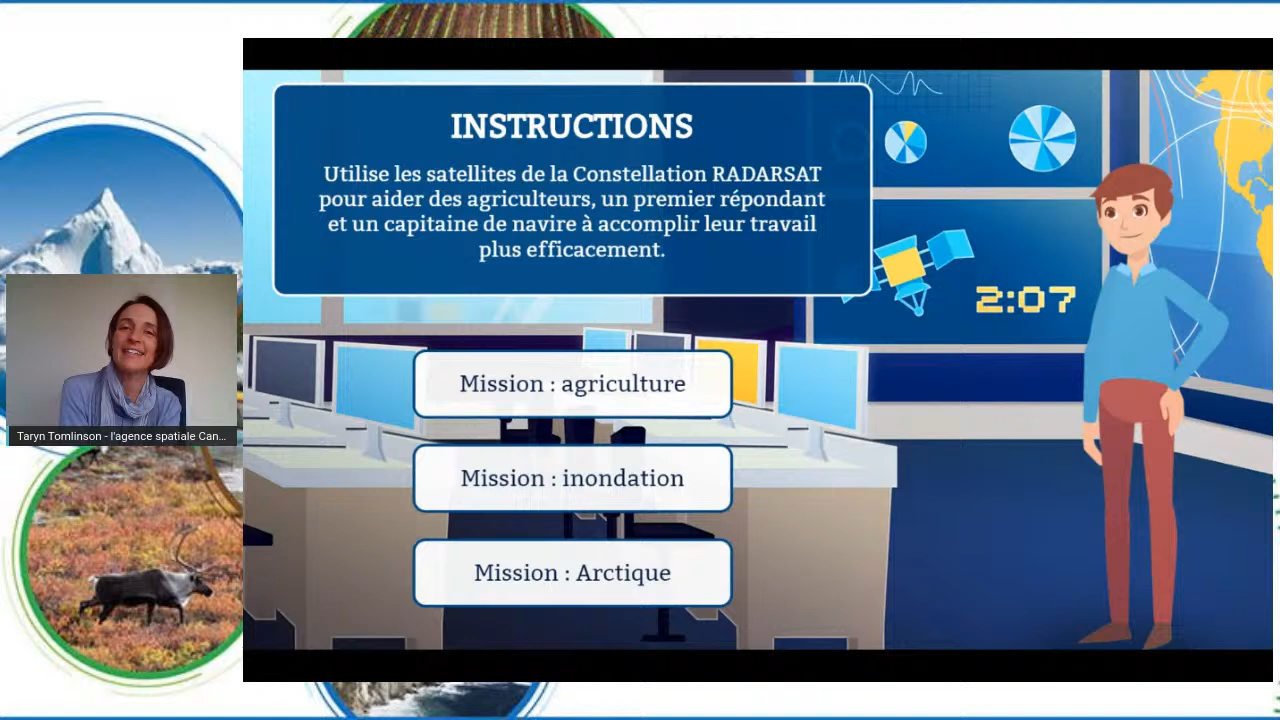 INSTRUCTIONS
Utilise les satellites de la Constellation RADARSAT
pour aider des agriculteurs, un premier répondant
et un capitaine de navire à accomplir leur travail
plus efficacement.
2:07
Mission : agriculture
Mission : inondation
Mission : Arctique
Taryn Tomlinson - l'agence spatiale Can...